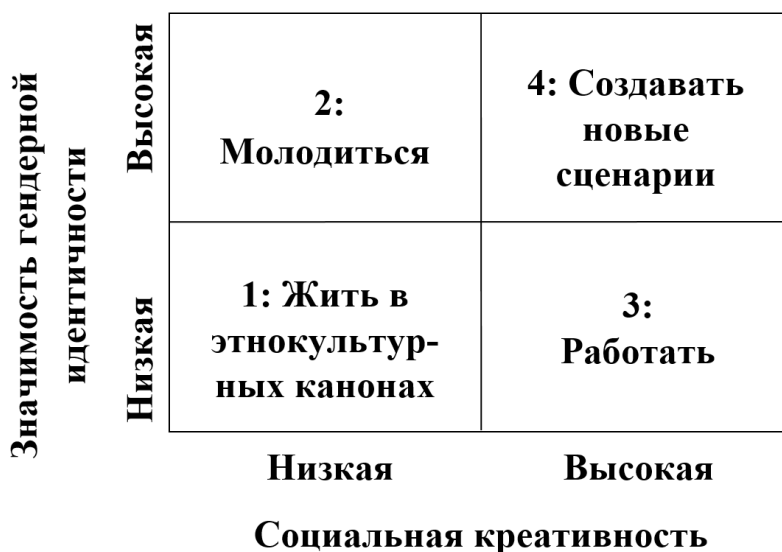 Значимость гендерной
идентичности
Высокая
Низкая
2:
Молодиться
4: Создавать
новые
сценарии
1: Жить в
этнокультур-
ных канонах
3:
Работать
Низкая
Высокая
Социальная креативность